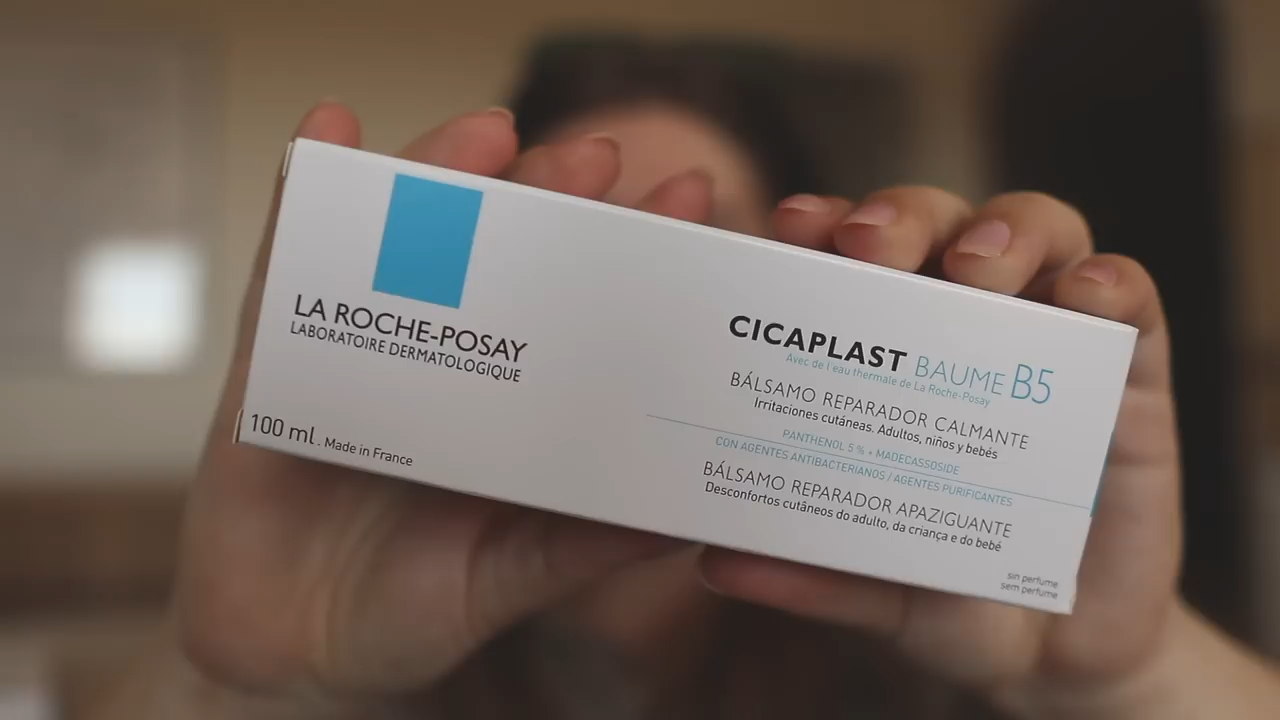 LA ROCHE-POSAY
LABORATOIRE DERMATOLOGIQUE
100 ml. Made in France
CICAPLAST BAUME B5
Avec de l'eau thermale de La Roche-Posay
BÁLSAMO REPARADOR CALMANTE
Irritaciones cutáneas. Adultos, niños y bebés
PANTHENOL 5 % + MADECASSOSIDE
CON AGENTES ANTIBACTERIANOS / AGENTES PURIFICANTES
BÁLSAMO REPARADOR APAZIGUANTE
Desconfortos cutâneos do adulto, da criança e do bebé
sin perfume
sem perfume